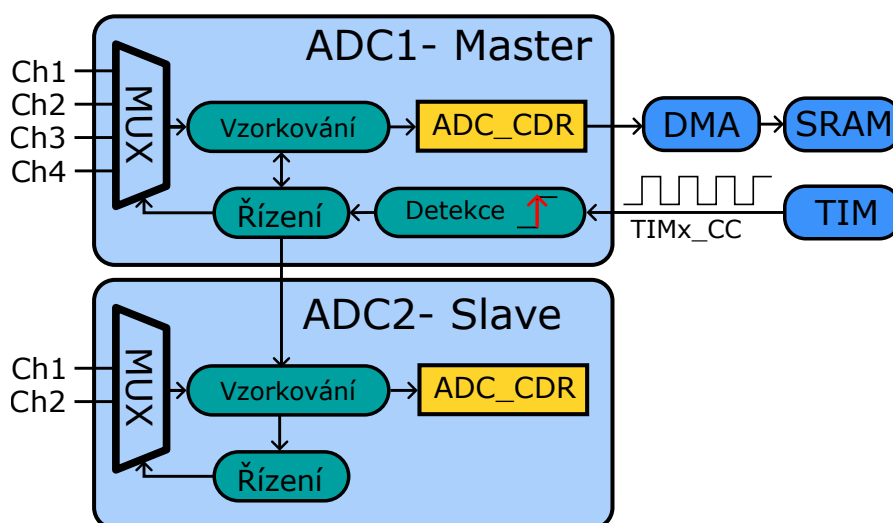 ADC1- Master
Ch1
Ch2
Ch3
Ch4
MUX
Vzorkování
ADC_CDR
DMA
SRAM
Řízení
Detekce
TIMx_CC
TIM
ADC2- Slave
Ch1
Ch2
MUX
Vzorkování
ADC_CDR
Řízení